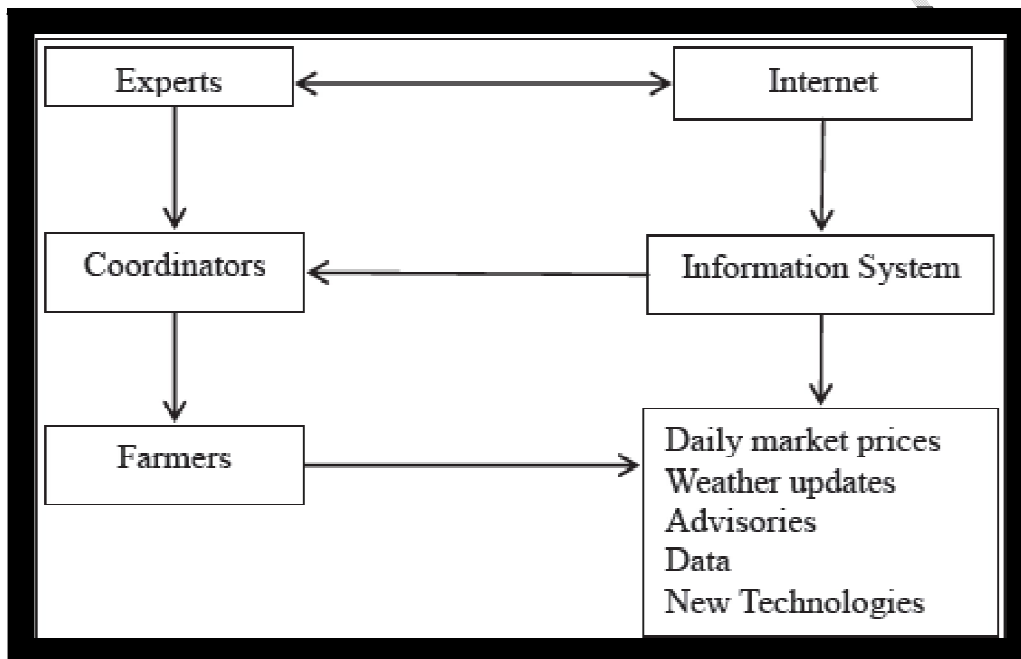 Experts
Internet
Coordinators
Information System
Farmers
Daily market prices
Weather updates
Advisories
Data
New Technologies